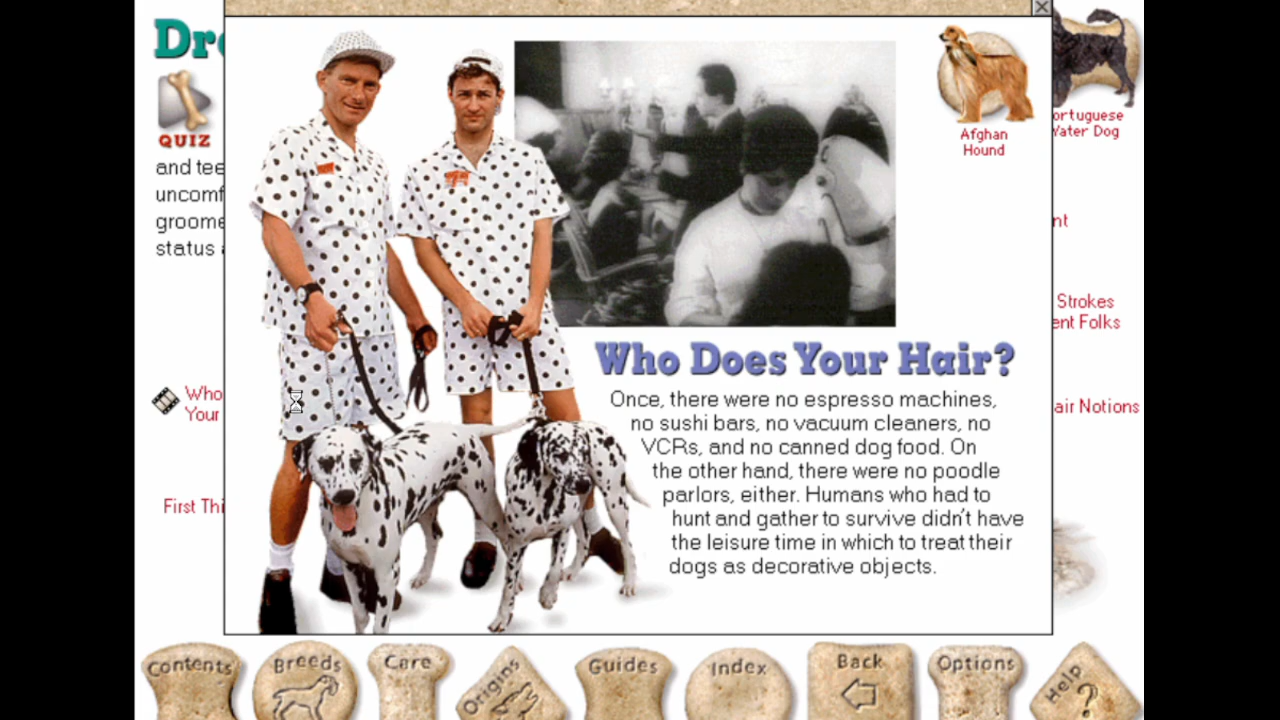 Dr
QUIZ
and tee
uncomf
groome
status
Who
Your
First Thi
Afghan
Hound
ortuguese
Water Dog
nt
Strokes
ent Folks
air Notions
Who Does Your Hair?
Once, there were no espresso machines,
no sushi bars, no vacuum cleaners, no
VCRs, and no canned dog food. On
the other hand, there were no poodle
parlors, either. Humans who had to
hunt and gather to survive didn't have
the leisure time in which to treat their
dogs as decorative objects.
Contents
Breeds
Care
Origins
Guides
Index
Back
Options
Help
?